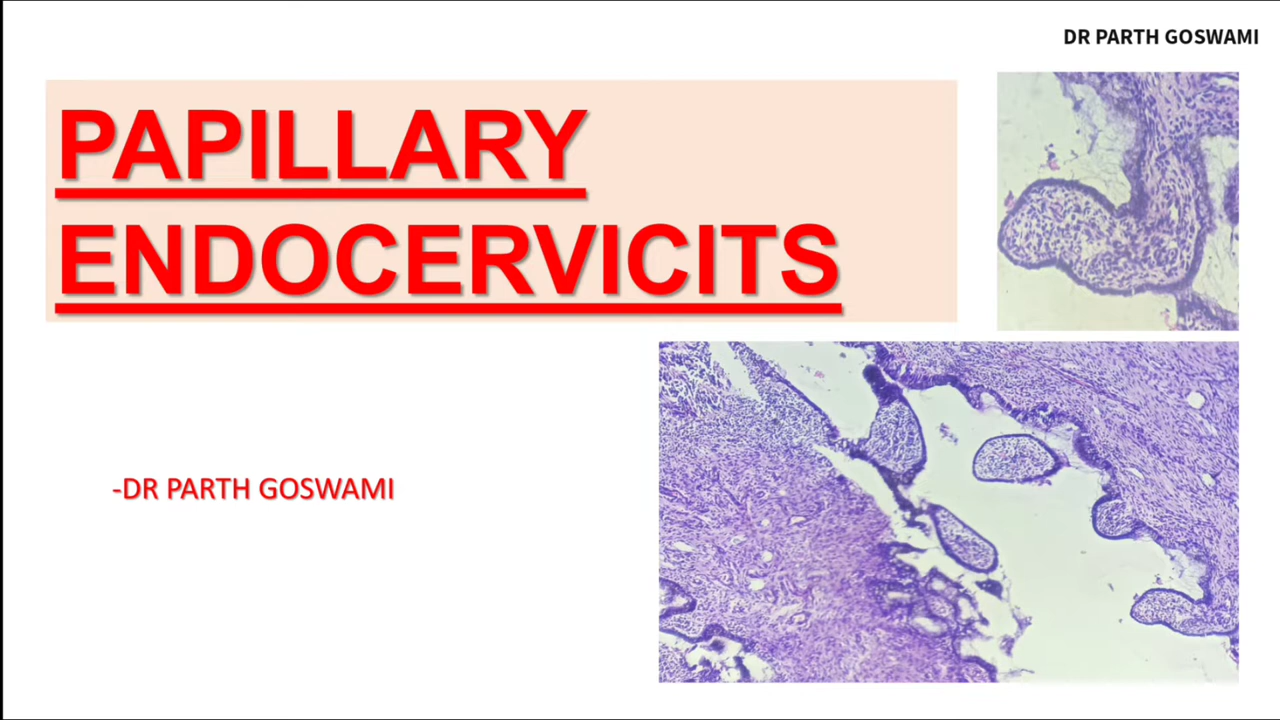 DR PARTH GOSWAMI
PAPILLARY
ENDOCERVICITS
-DR PARTH GOSWAMI